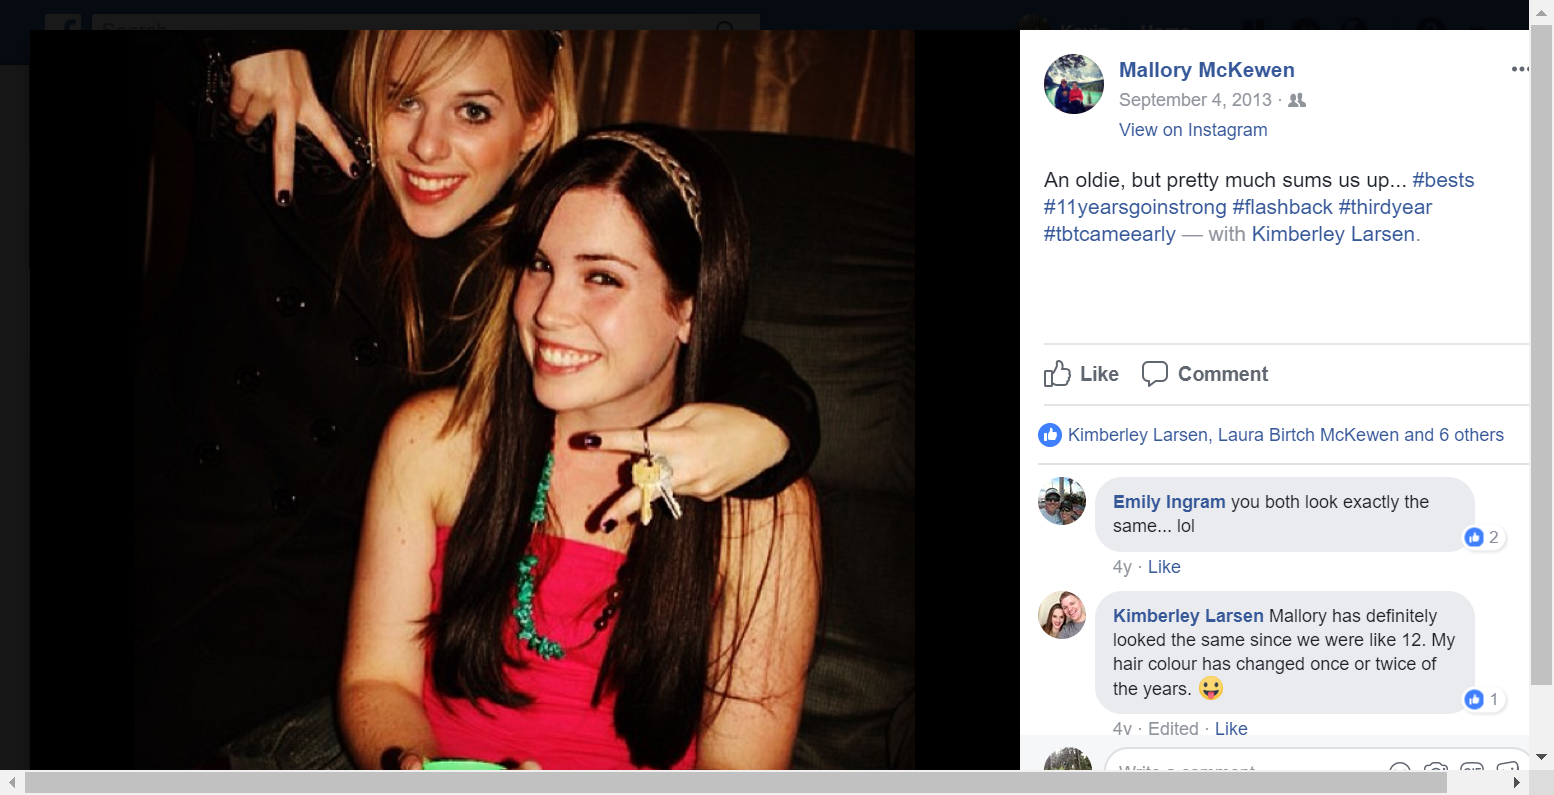 Search
Mallory McKewen
September 4, 2013 ·
View on Instagram
An oldie, but pretty much sums us up... #bests
#11yearsgoinstrong #flashback #thirdyear
#tbtcameearly — with Kimberley Larsen.
Like Comment
Kimberley Larsen, Laura Birtch McKewen and 6 others
Emily Ingram you both look exactly the
same... lol
2
4y · Like
Kimberley Larsen Mallory has definitely
looked the same since we were like 12. My
hair colour has changed once or twice of
the years. 😛
1
4y · Edited · Like
Write a comment